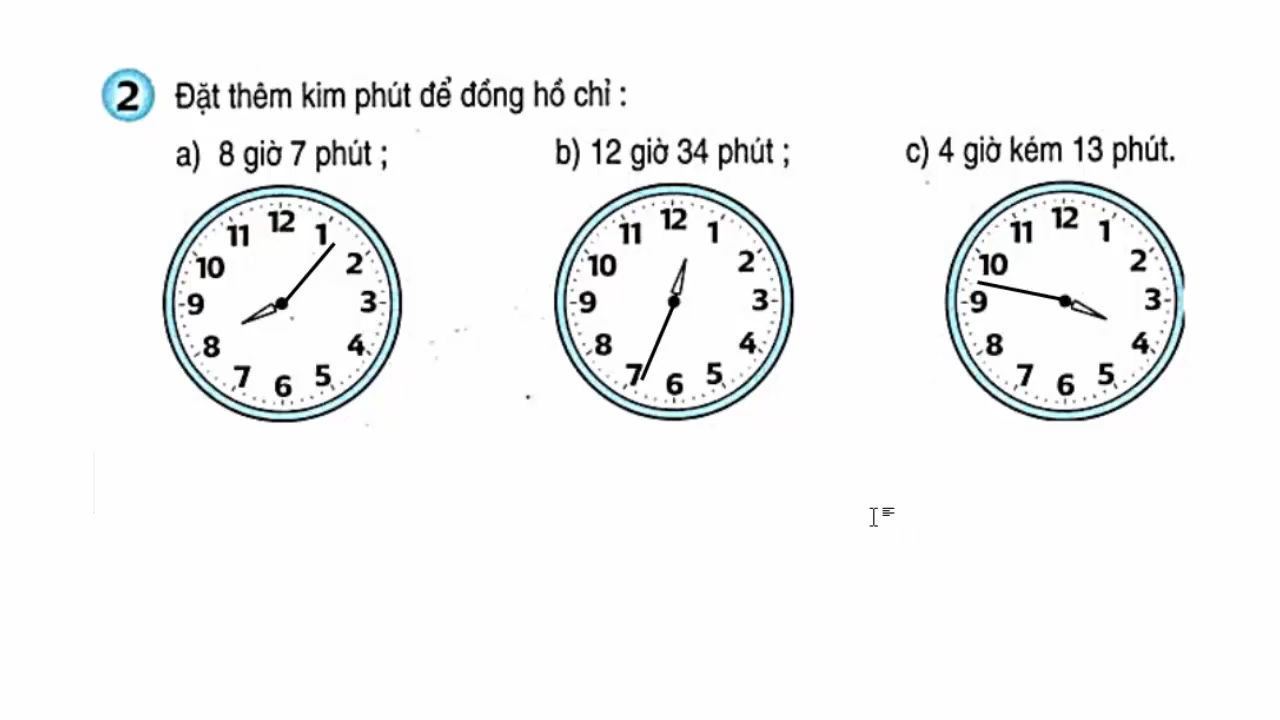 2 Đặt thêm kim phút để đồng hồ chỉ :
a) 8 giờ 7 phút ; b) 12 giờ 34 phút ; c) 4 giờ kém 13 phút.
12 1 2 3 4 5 6 7 8 9 10 11
12 1 2 3 4 5 6 7 8 9 10 11
12 1 2 3 4 5 6 7 8 9 10 11